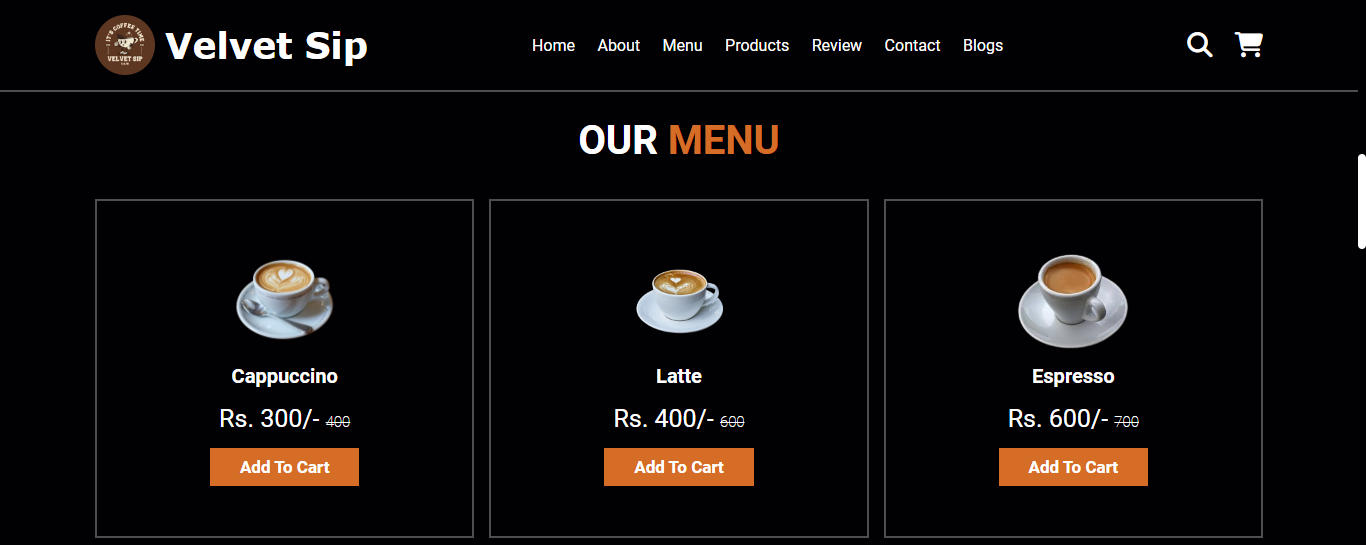 IT'S COFFEE TIME
VELVET SIP
Velvet Sip
Home About Menu Products Review Contact Blogs
OUR MENU
Cappuccino Latte Espresso
Rs. 300/- 400 Rs. 400/- 600 Rs. 600/- 700
Add To Cart Add To Cart Add To Cart